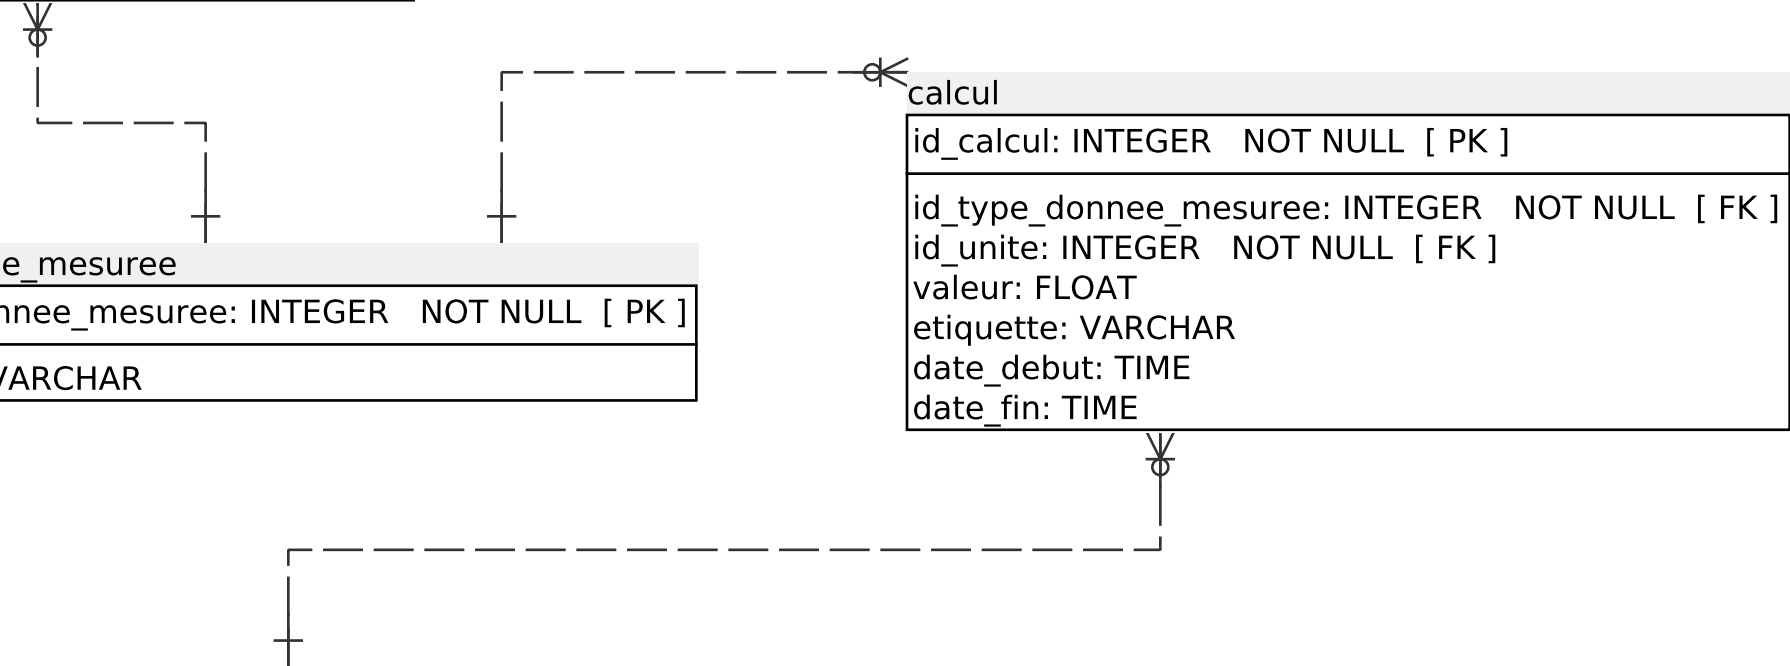 calcul
id_calcul: INTEGER NOT NULL [ PK ]
id_type_donnee_mesuree: INTEGER NOT NULL [ FK ]
id_unite: INTEGER NOT NULL [ FK ]
valeur: FLOAT
etiquette: VARCHAR
date_debut: TIME
date_fin: TIME
e_mesuree
nnee_mesuree: INTEGER NOT NULL [ PK ]
VARCHAR